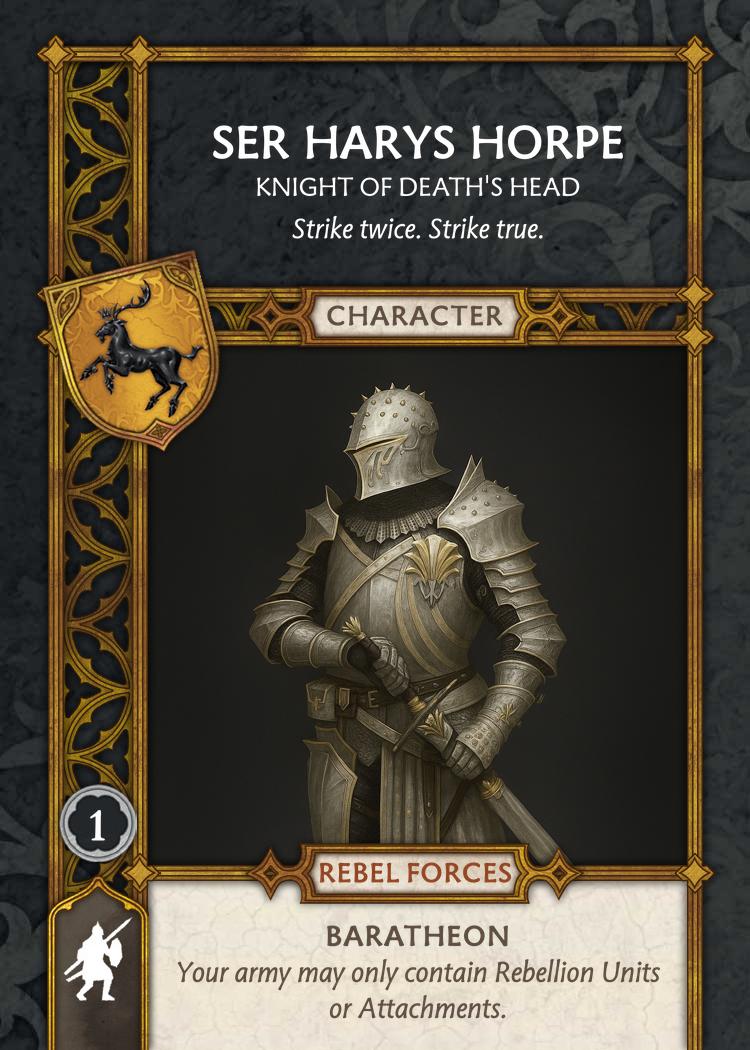 SER HARYS HORPE
KNIGHT OF DEATH'S HEAD
Strike twice. Strike true.
CHARACTER
1
REBEL FORCES
BARATHEON
Your army may only contain Rebellion Units
or Attachments.